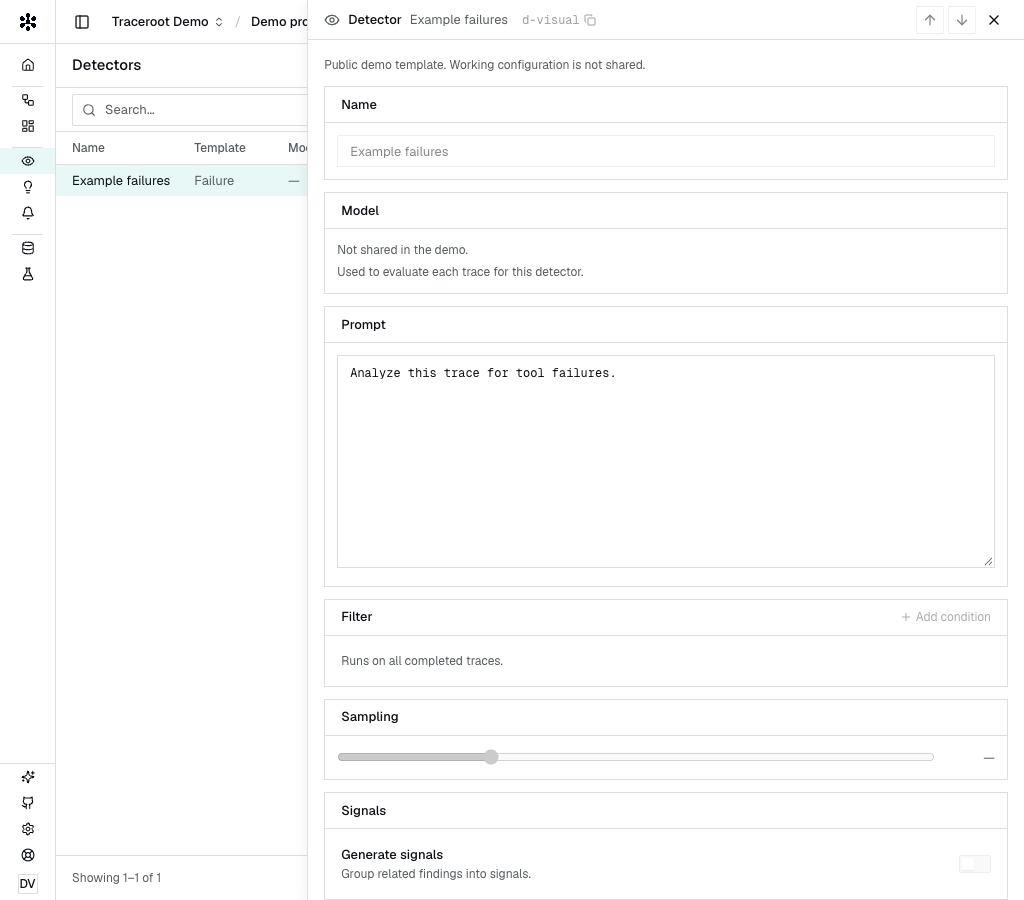 Traceroot Demo
/
Demo pro
Detectors
Search...
Name
Template
Mo
Example failures
Failure
—
Showing 1–1 of 1
DV
Detector
Example failures
d-visual
Public demo template. Working configuration is not shared.
Name
Example failures
Model
Not shared in the demo.
Used to evaluate each trace for this detector.
Prompt
Analyze this trace for tool failures.
Filter
+ Add condition
Runs on all completed traces.
Sampling
—
Signals
Generate signals
Group related findings into signals.